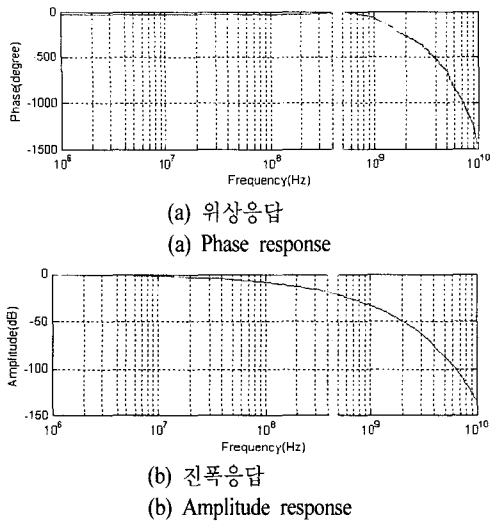 0
-500
-1000
-1500
Phase(degree)
10^6 10^7 10^8 10^9 10^10
Frequency(Hz)
(a) 위상응답
(a) Phase response
0
-50
-100
-150
Amplitude(dB)
10^6 10^7 10^8 10^9 10^10
Frequency(Hz)
(b) 진폭응답
(b) Amplitude response